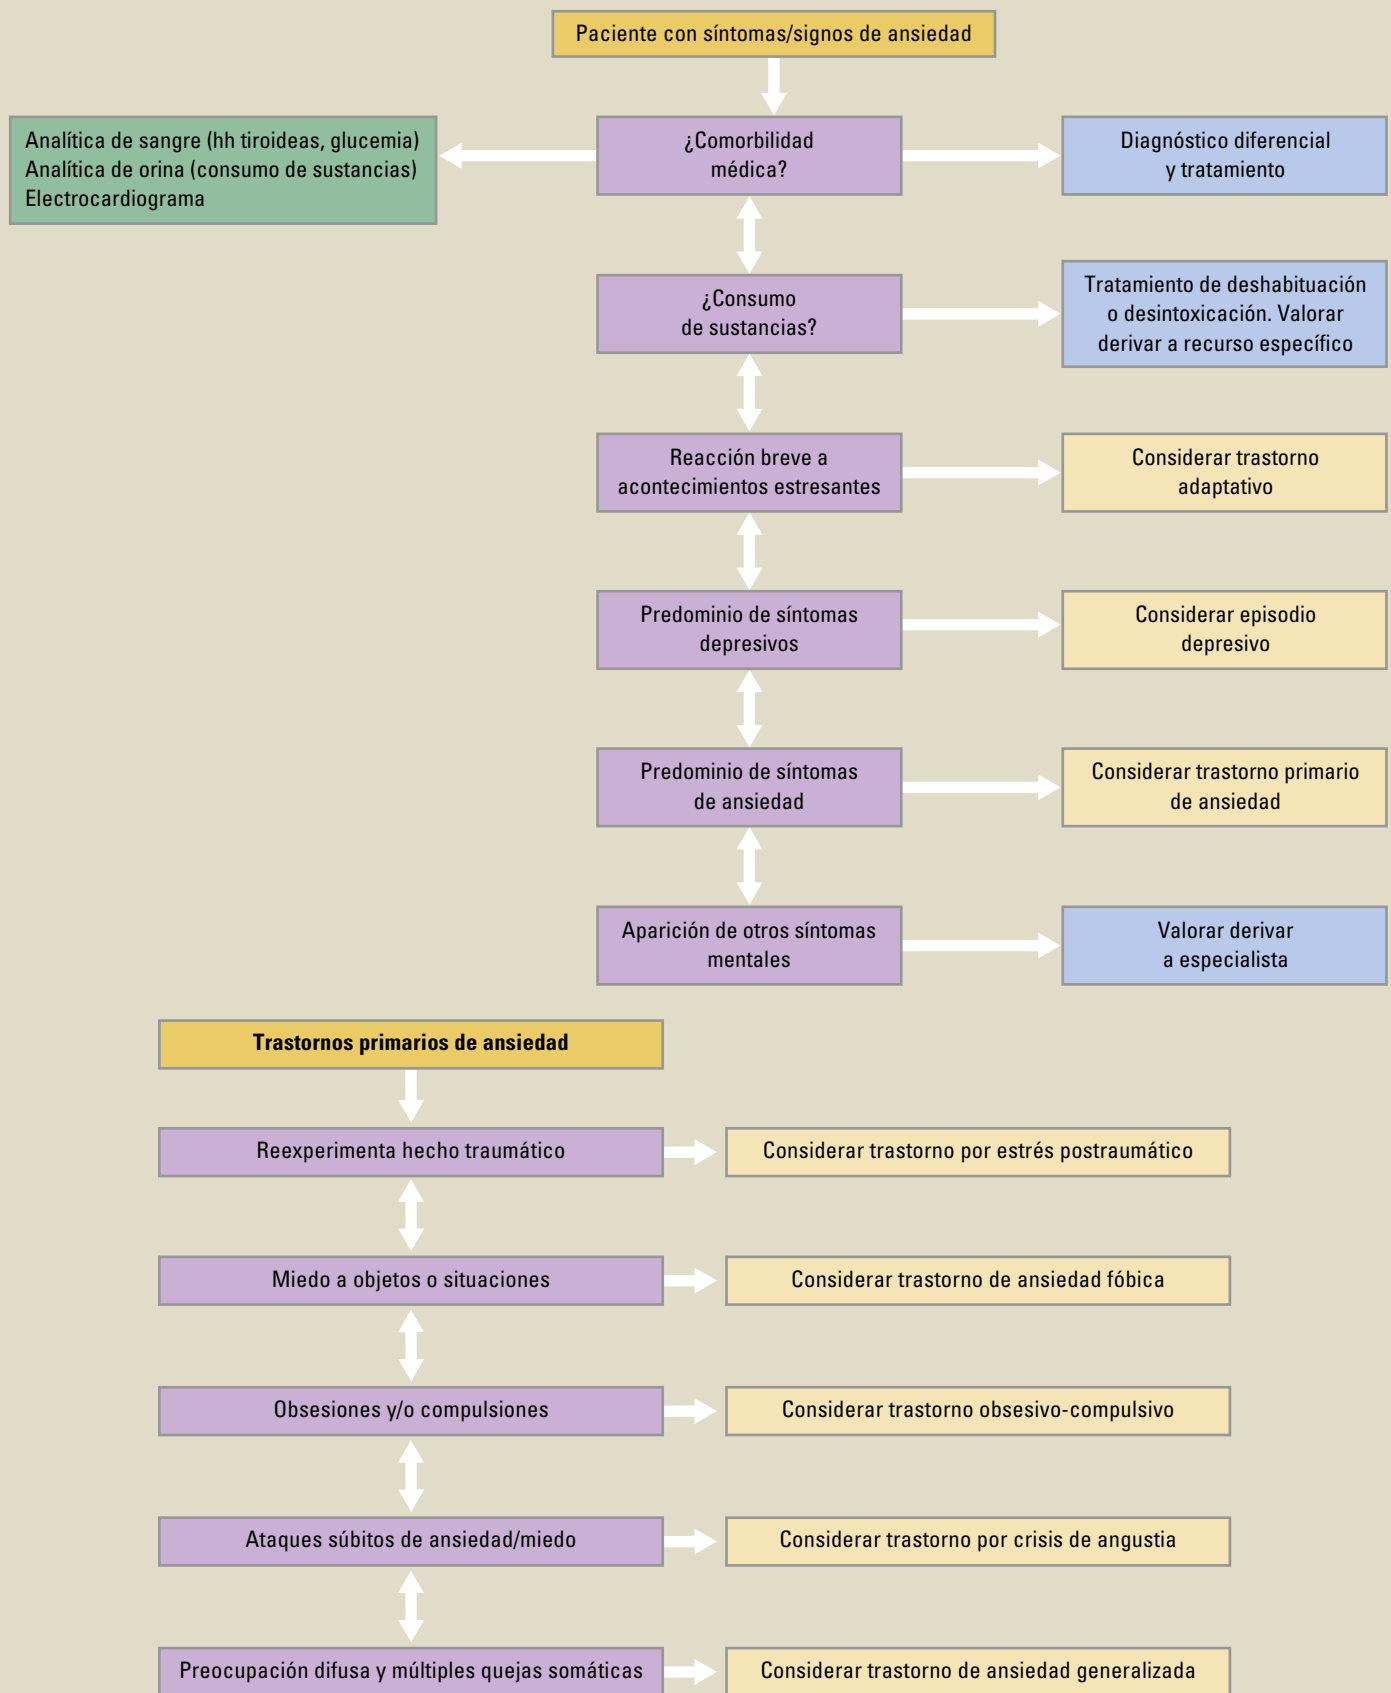 Paciente con síntomas/signos de ansiedad
Analítica de sangre (hh tiroideas, glucemia)
Analítica de orina (consumo de sustancias)
Electrocardiograma
¿Comorbilidad
médica?
Diagnóstico diferencial
y tratamiento
¿Consumo
de sustancias?
Tratamiento de deshabituación
o desintoxicación. Valorar
derivar a recurso específico
Reacción breve a
acontecimientos estresantes
Considerar trastorno
adaptativo
Predominio de síntomas
depresivos
Considerar episodio
depresivo
Predominio de síntomas
de ansiedad
Considerar trastorno primario
de ansiedad
Aparición de otros síntomas
mentales
Valorar derivar
a especialista
Trastornos primarios de ansiedad
Reexperimenta hecho traumático
Considerar trastorno por estrés postraumático
Miedo a objetos o situaciones
Considerar trastorno de ansiedad fóbica
Obsesiones y/o compulsiones
Considerar trastorno obsesivo-compulsivo
Ataques súbitos de ansiedad/miedo
Considerar trastorno por crisis de angustia
Preocupación difusa y múltiples quejas somáticas
Considerar trastorno de ansiedad generalizada